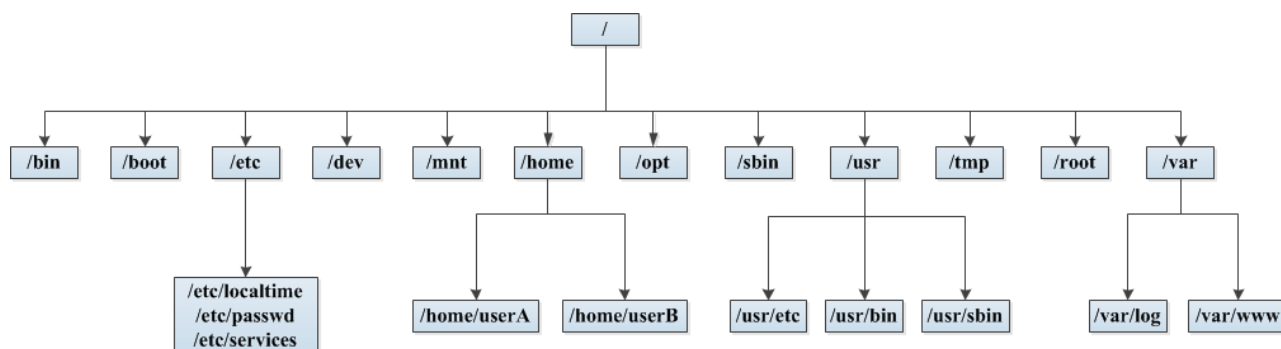 /
/bin
/boot
/etc
/dev
/mnt
/home
/opt
/sbin
/usr
/tmp
/root
/var
/etc/localtime
/etc/passwd
/etc/services
/home/userA
/home/userB
/usr/etc
/usr/bin
/usr/sbin
/var/log
/var/www